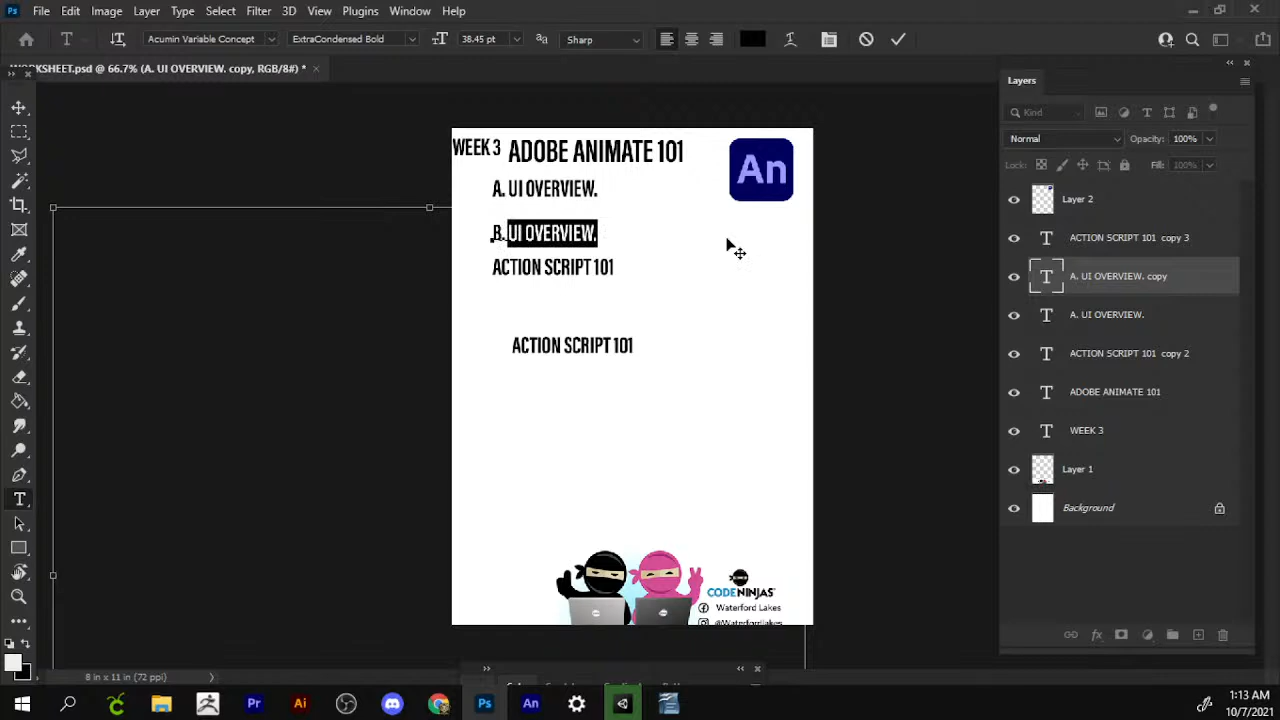 Ps File Edit Image Layer Type Select Filter 3D View Plugins Window Help
Acumin Variable Concept ExtraCondensed Bold 38.45 pt aa Sharp
ORKSHEET.psd @ 66.7% (A. UI OVERVIEW. copy, RGB/8#) * ×
Layers
Kind
Normal Opacity: 100%
Lock: Fill: 100%
Layer 2
ACTION SCRIPT 101 copy 3
A. UI OVERVIEW. copy
A. UI OVERVIEW.
ACTION SCRIPT 101 copy 2
ADOBE ANIMATE 101
WEEK 3
Layer 1
Background
WEEK 3 ADOBE ANIMATE 101
An
A. UI OVERVIEW.
B. UI OVERVIEW.
ACTION SCRIPT 101
ACTION SCRIPT 101
CODENINJAS
Waterford Lakes
@Waterfordlakes
8 in x 11 in (72 ppi)
Pr Ai Ps An
1:13 AM
10/7/2021